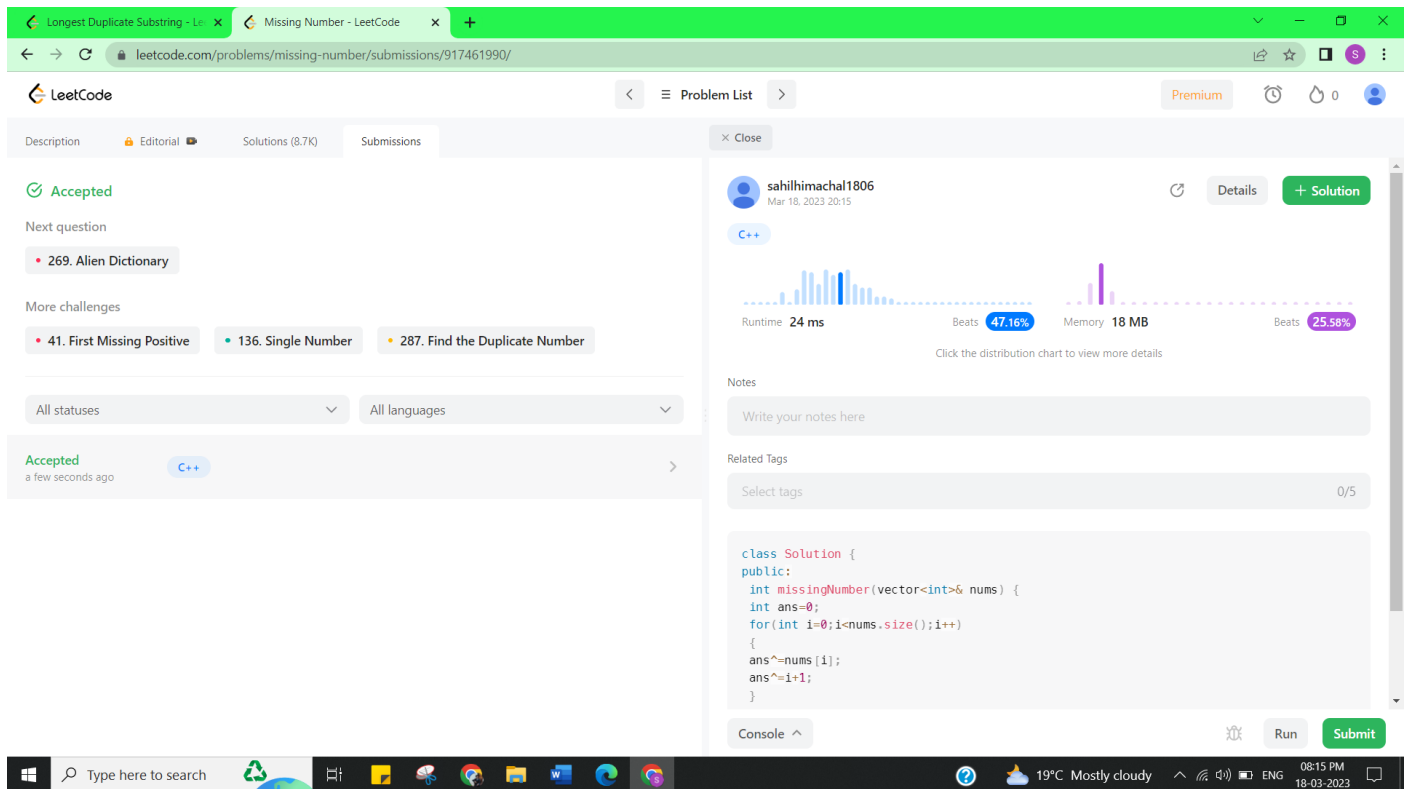 Longest Duplicate Substring - Le
Missing Number - LeetCode
leetcode.com/problems/missing-number/submissions/917461990/
S
LeetCode
Problem List
Premium
0
Description
Editorial
Solutions (8.7K)
Submissions
Close
Accepted
Next question
269. Alien Dictionary
More challenges
41. First Missing Positive
136. Single Number
287. Find the Duplicate Number
All statuses
All languages
Accepted
a few seconds ago
C++
sahilhimachal1806
Mar 18, 2023 20:15
Details
+ Solution
C++
Runtime 24 ms
Beats 47.16%
Memory 18 MB
Beats 25.58%
Click the distribution chart to view more details
Notes
Write your notes here
Related Tags
Select tags
0/5
class Solution {
public:
int missingNumber(vector<int>& nums) {
int ans=0;
for(int i=0;i<nums.size();i++)
{
ans^=nums[i];
ans^=i+1;
}
Console
Run
Submit
Type here to search
19°C Mostly cloudy
ENG
08:15 PM
18-03-2023